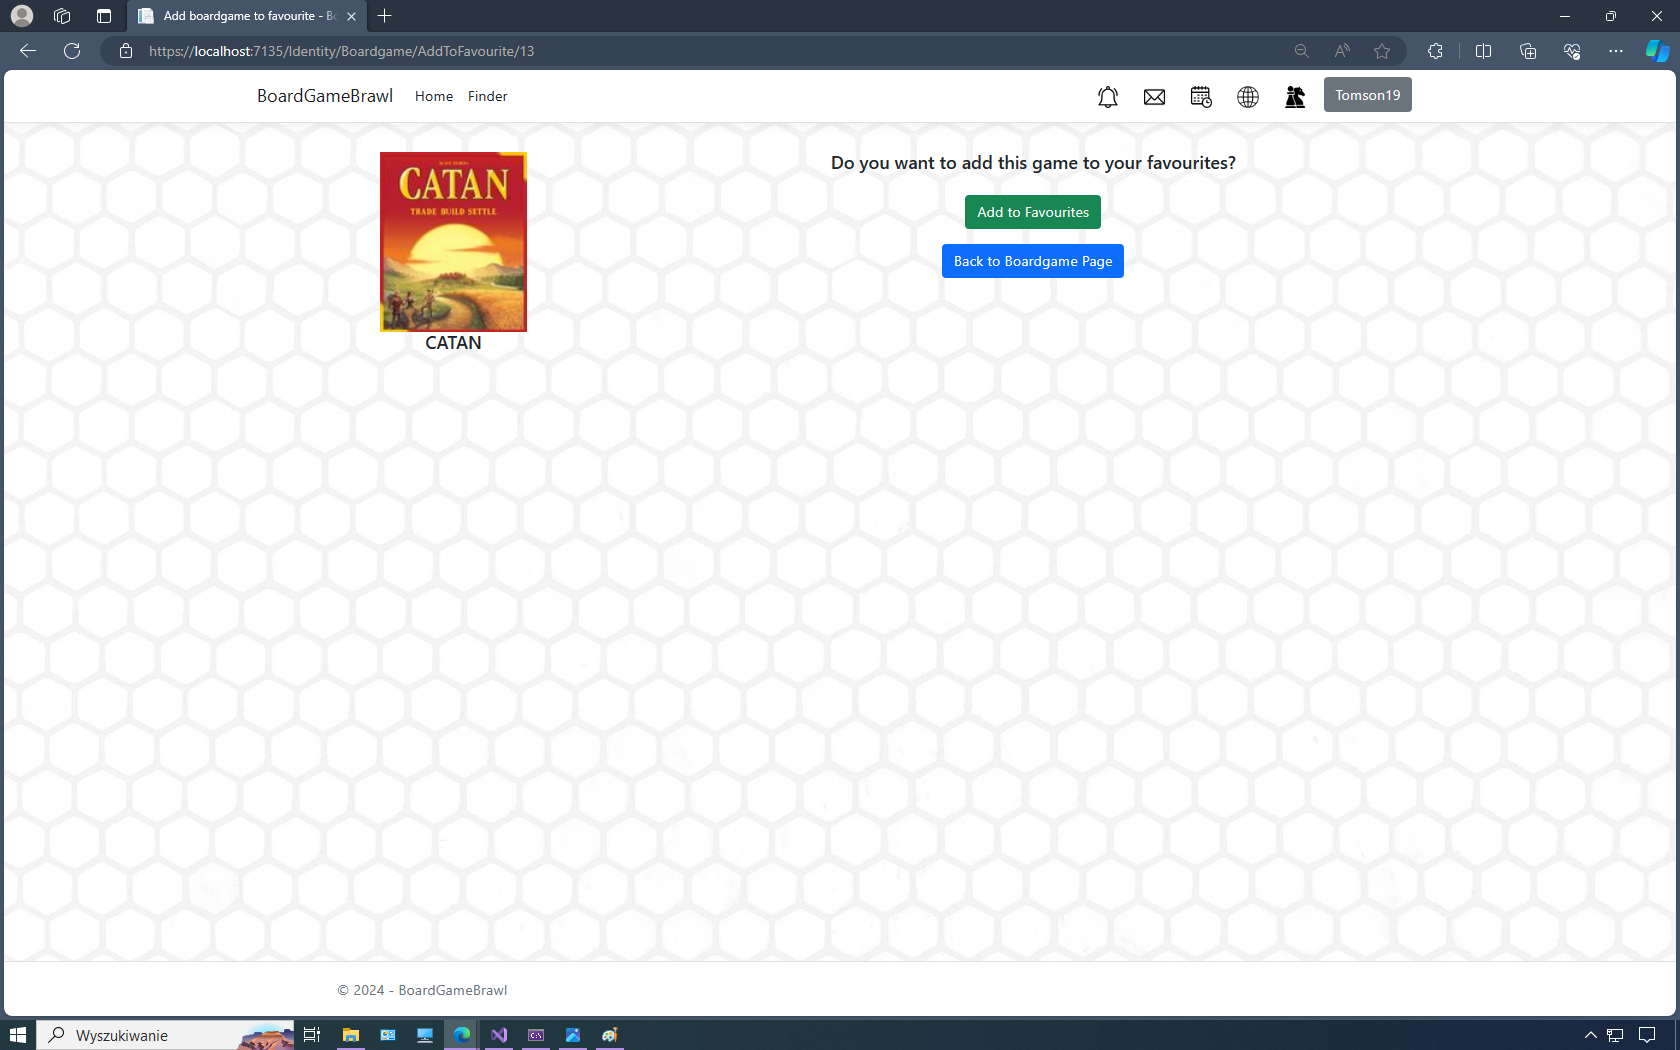 Add boardgame to favourite - Bo
https://localhost:7135/Identity/Boardgame/AddToFavourite/13
BoardGameBrawl Home Finder Tomson19
CATAN
TRADE BUILD SETTLE
CATAN
Do you want to add this game to your favourites?
Add to Favourites
Back to Boardgame Page
© 2024 - BoardGameBrawl
Wyszukiwanie